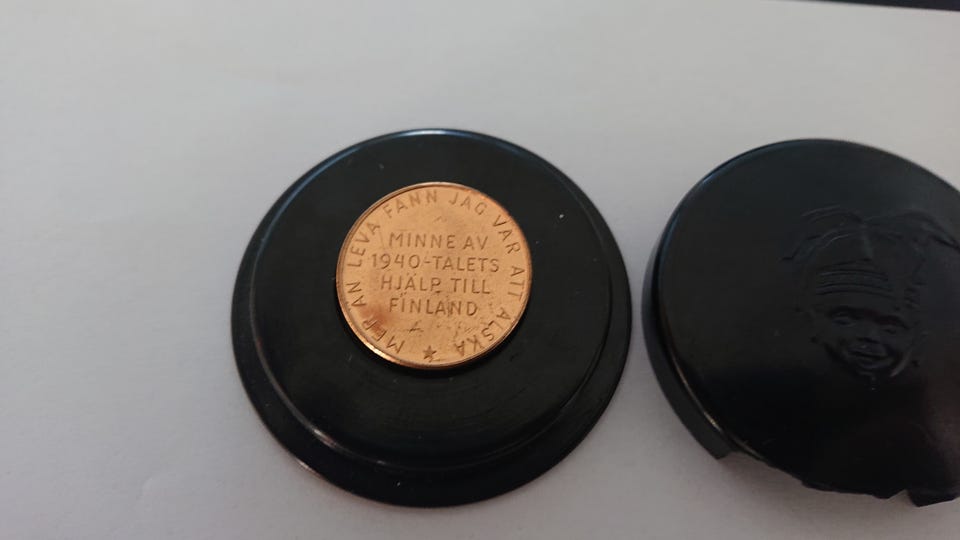 MER ÄN LEVA FANN JAG VAR ATT ÄLSKA
MINNE AV
1940-TALETS
HJÄLP TILL
FINLAND